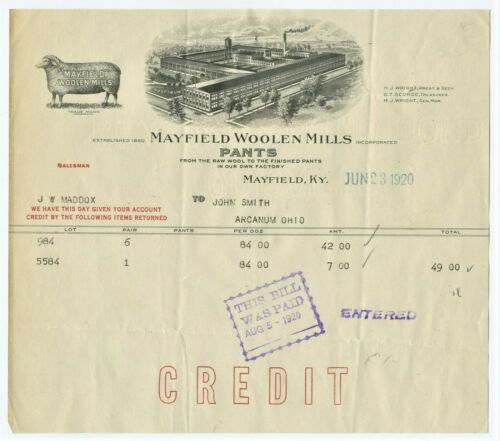 MAYFIELD
WOOLEN MILLS
TRADE MARK
H. J. WRIGHT, PREST. & SECY.
S. T. GEORGE, TREASURER.
M. J. WRIGHT, GEN. MGR.
ESTABLISHED 1860 MAYFIELD WOOLEN MILLS INCORPORATED
PANTS
FROM THE RAW WOOL TO THE FINISHED PANTS
IN OUR OWN FACTORY
SALESMAN
MAYFIELD, KY. JUN 23 1920
J W MADDOX TO JOHN SMITH
WE HAVE THIS DAY GIVEN YOUR ACCOUNT
CREDIT BY THE FOLLOWING ITEMS RETURNED
ARCANUM OHIO
LOT PAIR PANTS PER DOZ AMT. TOTAL
984 6 84 00 42 00
5584 1 84 00 7 00 49 00
THIS BILL
WAS PAID
AUG 5 - 1920
ENTERED
CREDIT